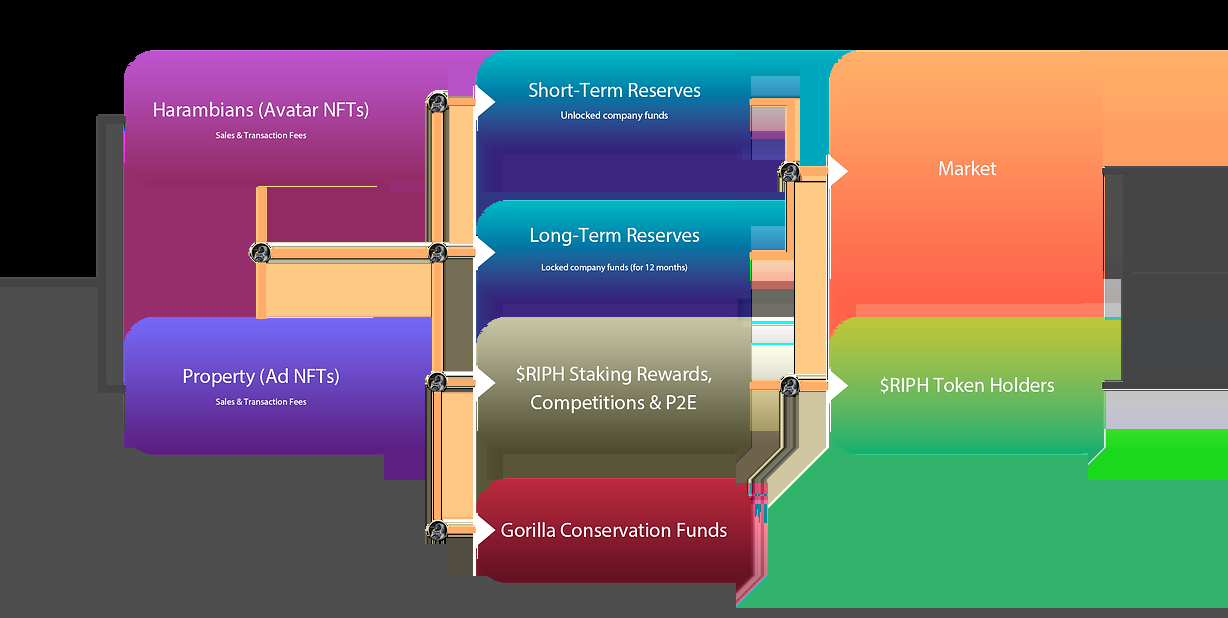 Harambians (Avatar NFTs)
Sales & Transaction Fees
Property (Ad NFTs)
Sales & Transaction Fees
Short-Term Reserves
Unlocked company funds
Long-Term Reserves
Locked company funds (for 12 months)
$RIPH Staking Rewards,
Competitions & P2E
Gorilla Conservation Funds
Market
$RIPH Token Holders